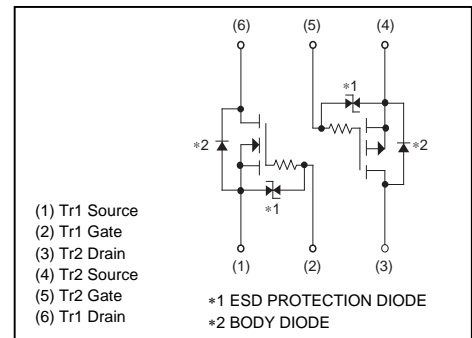 (6) (5) (4)
∗1
∗2 ∗2
∗1
(1) (2) (3)
(1) Tr1 Source
(2) Tr1 Gate
(3) Tr2 Drain
(4) Tr2 Source
(5) Tr2 Gate
(6) Tr1 Drain
∗1 ESD PROTECTION DIODE
∗2 BODY DIODE